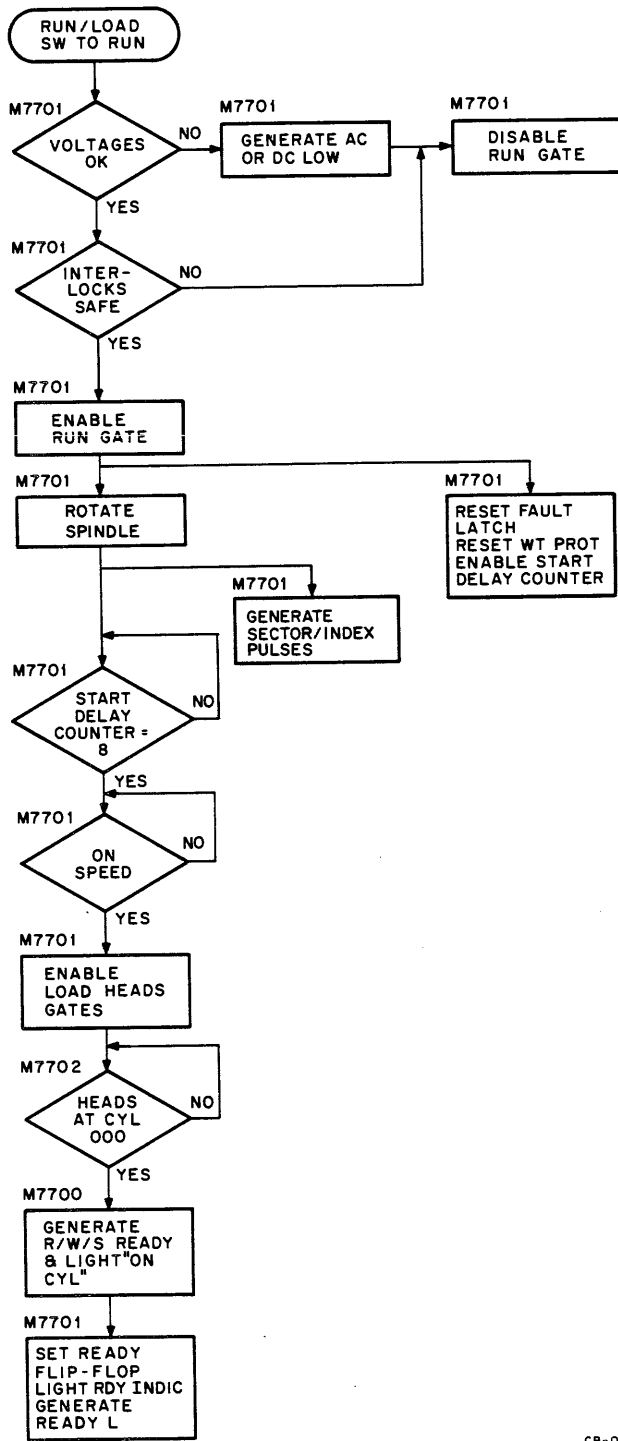 RUN/LOAD
SW TO RUN
M7701
VOLTAGES
OK
NO
YES
M7701
GENERATE AC
OR DC LOW
M7701
DISABLE
RUN GATE
M7701
INTER-
LOCKS
SAFE
NO
YES
M7701
ENABLE
RUN GATE
M7701
ROTATE
SPINDLE
M7701
RESET FAULT
LATCH
RESET WT PROT
ENABLE START
DELAY COUNTER
M7701
GENERATE
SECTOR/INDEX
PULSES
M7701
START
DELAY
COUNTER =
8
NO
YES
M7701
ON
SPEED
NO
YES
M7701
ENABLE
LOAD HEADS
GATES
M7702
HEADS
AT CYL
000
NO
YES
M7700
GENERATE
R/W/S READY
& LIGHT "ON
CYL"
M7701
SET READY
FLIP-FLOP
LIGHT RDY INDIC
GENERATE
READY L